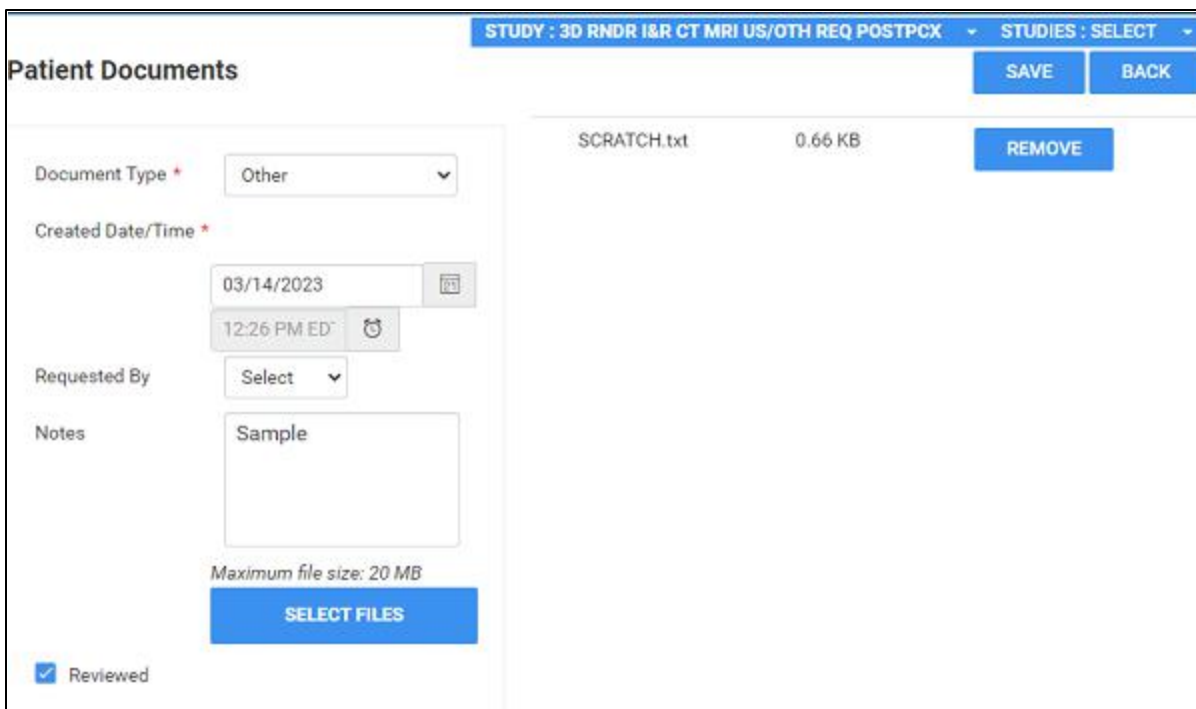 STUDY : 3D RNDR I&R CT MRI US/OTH REQ POSTPCX STUDIES : SELECT
Patient Documents
SAVE BACK
SCRATCH.txt 0.66 KB REMOVE
Document Type * Other
Created Date/Time *
03/14/2023
12:26 PM ED
Requested By Select
Notes Sample
Maximum file size: 20 MB
SELECT FILES
Reviewed